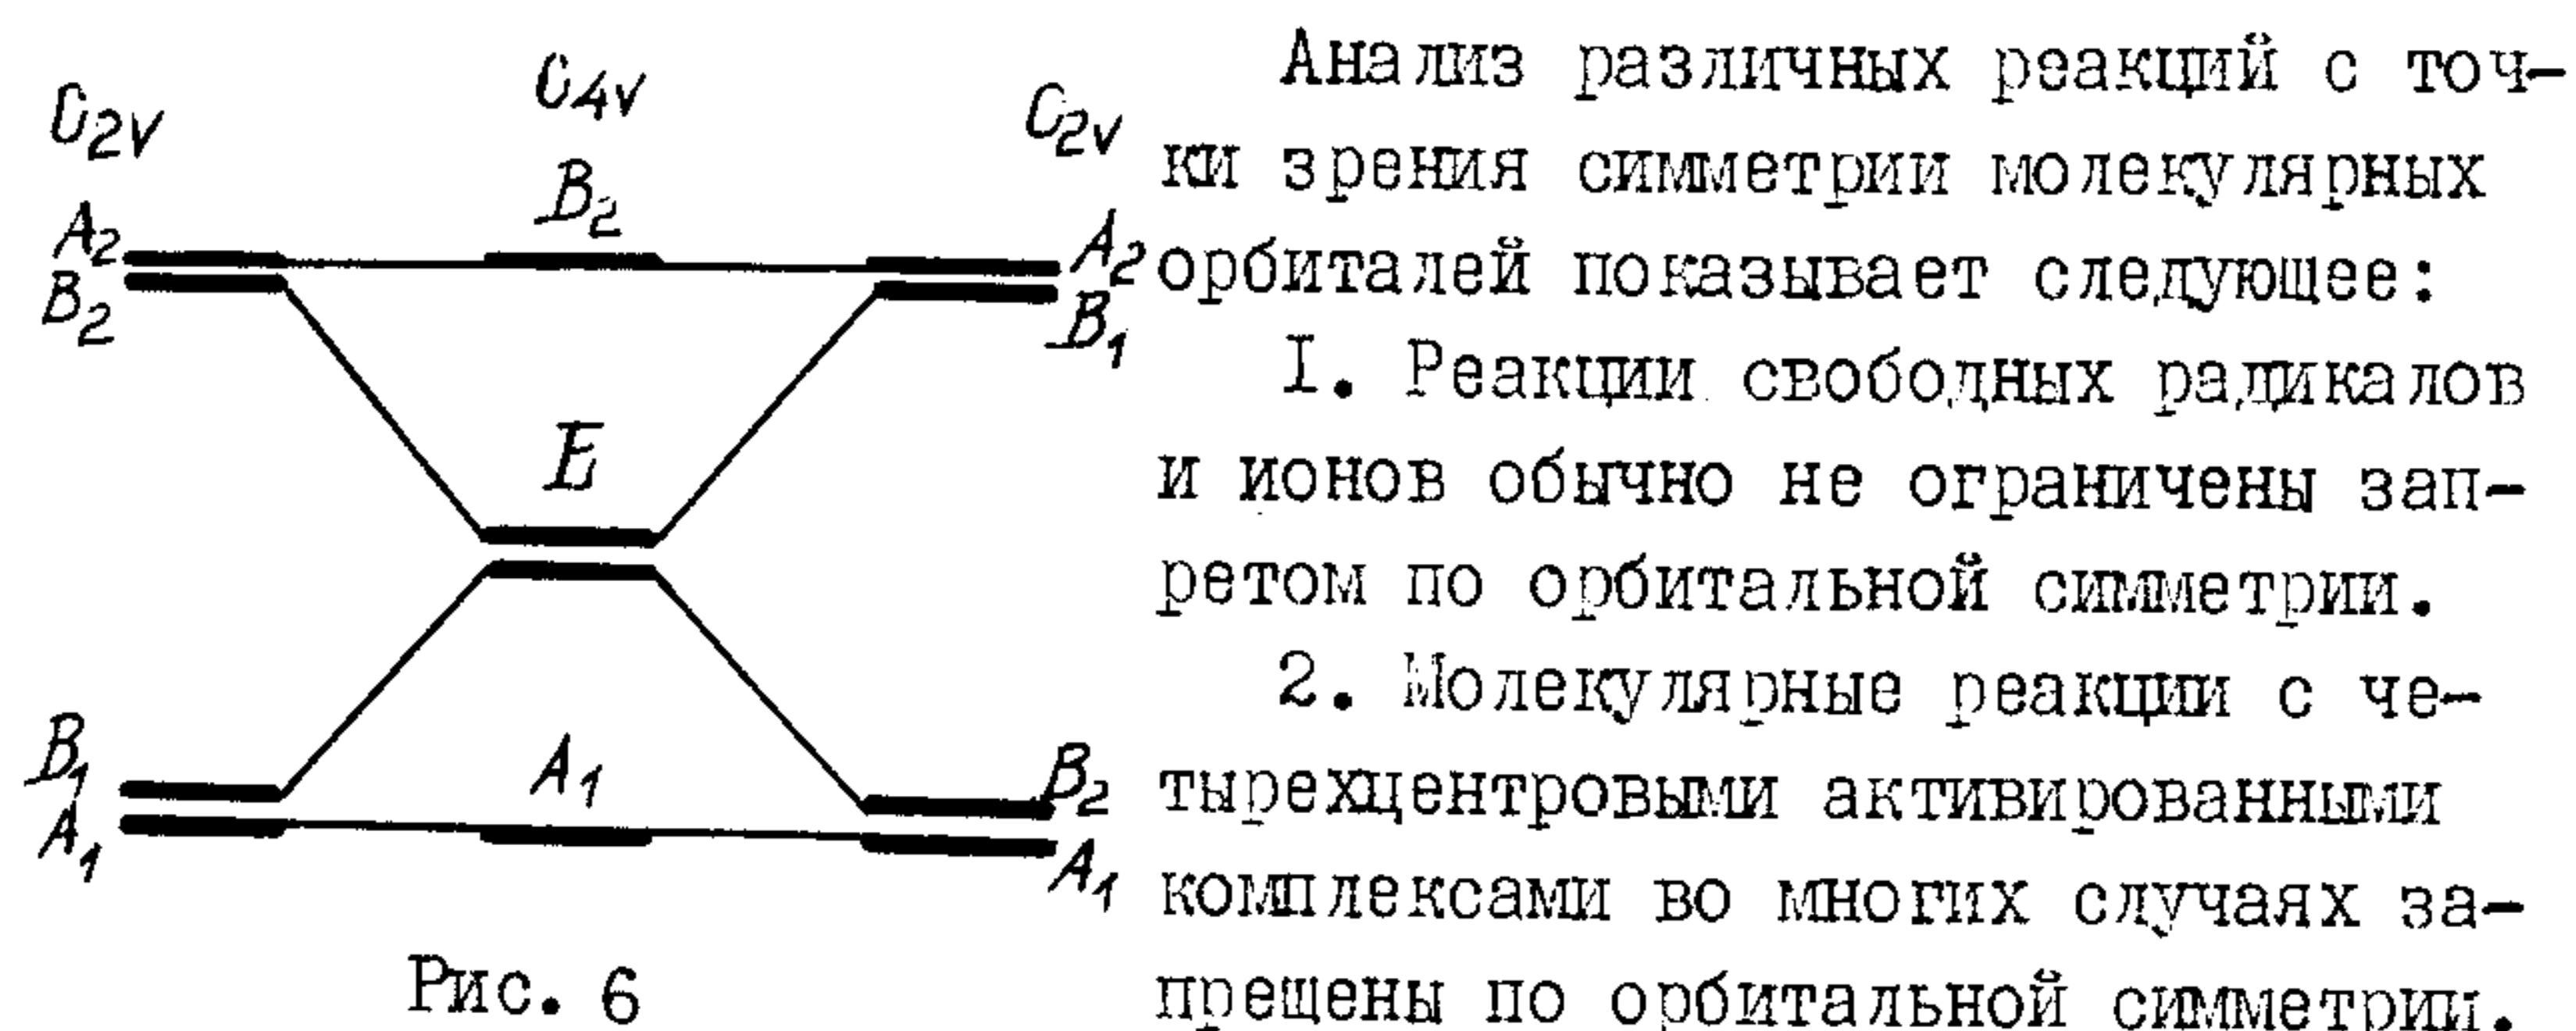 C₂ᵥ C₄ᵥ C₂ᵥ
B₂
A₂ A₂
B₂ B₁
E
B₁ A₁ B₂
A₁ A₁
Рис. 6
Анализ различных реакций с точ-
ки зрения симметрии молекулярных
орбиталей показывает следующее:
I. Реакции свободных радикалов
и ионов обычно не ограничены зап-
ретом по орбитальной симметрии.
2. Молекулярные реакции с че-
тырехцентровыми активированными
комплексами во многих случаях за-
прещены по орбитальной симметрии.